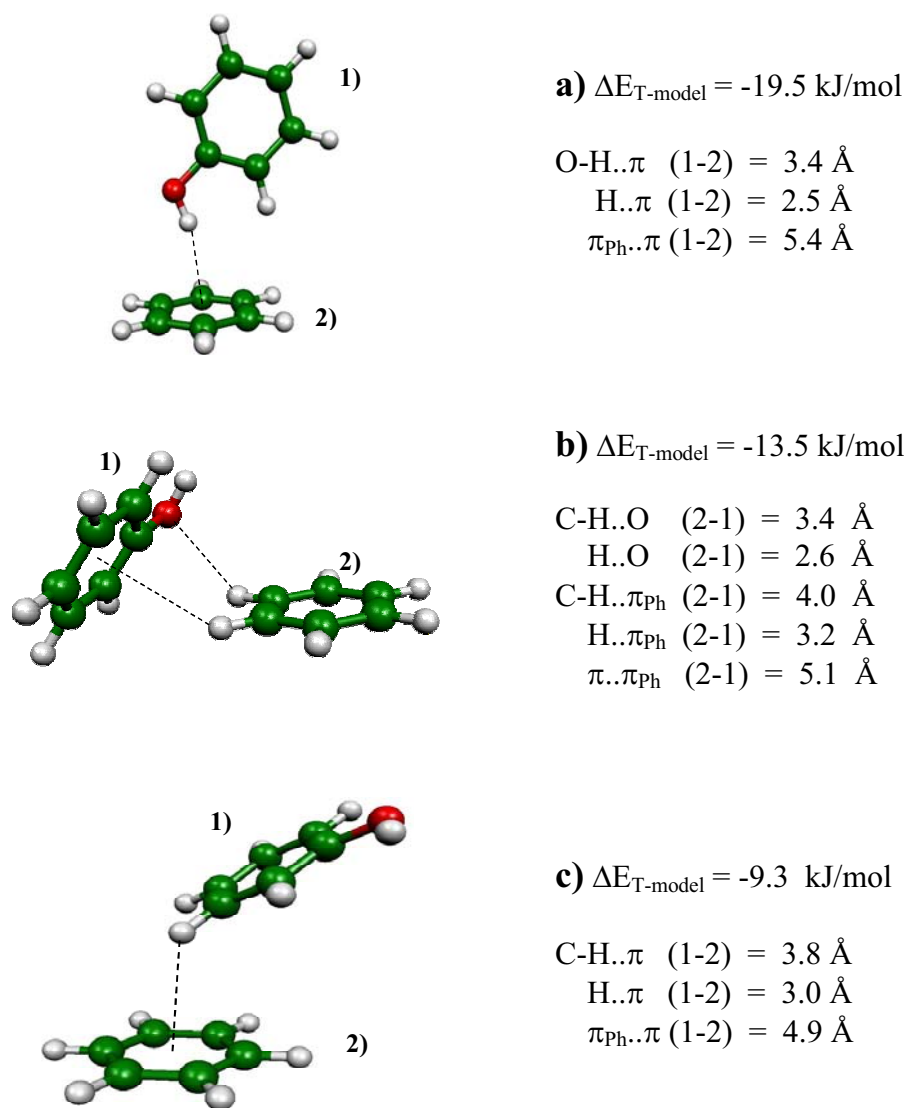 1)
2)
a) ΔE_T-model = -19.5 kJ/mol
O-H..π (1-2) = 3.4 Å
H..π (1-2) = 2.5 Å
π_Ph..π (1-2) = 5.4 Å
1)
2)
b) ΔE_T-model = -13.5 kJ/mol
C-H..O (2-1) = 3.4 Å
H..O (2-1) = 2.6 Å
C-H..π_Ph (2-1) = 4.0 Å
H..π_Ph (2-1) = 3.2 Å
π..π_Ph (2-1) = 5.1 Å
1)
2)
c) ΔE_T-model = -9.3 kJ/mol
C-H..π (1-2) = 3.8 Å
H..π (1-2) = 3.0 Å
π_Ph..π (1-2) = 4.9 Å